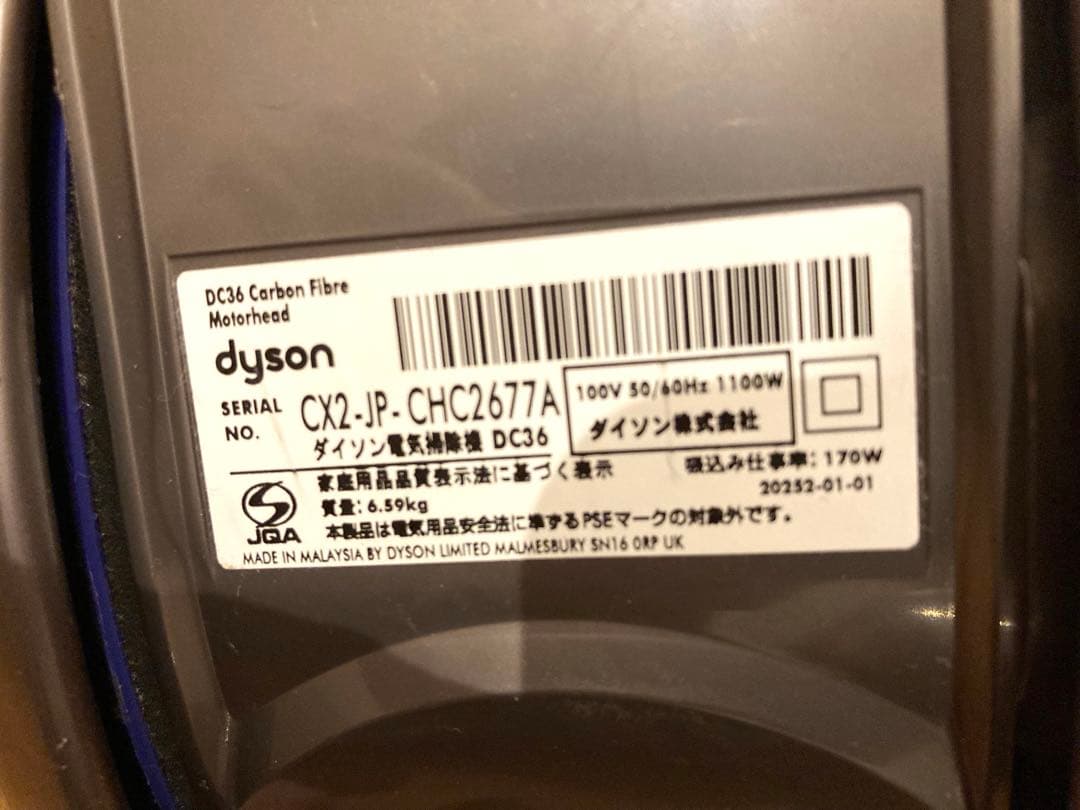 DC36 Carbon Fibre
Motorhead
dyson
SERIAL
NO.
CX2-JP-CHC2677A
100V 50/60Hz 1100W
ダイソン株式会社
ダイソン電気掃除機 DC36
家庭用品品質表示法に基づく表示
吸込み仕事率:170W
質量:6.59kg
20252-01-01
本製品は電気用品安全法に準ずるPSEマークの対象外です。
JQA
MADE IN MALAYSIA BY DYSON LIMITED MALMESBURY SN16 0RP UK